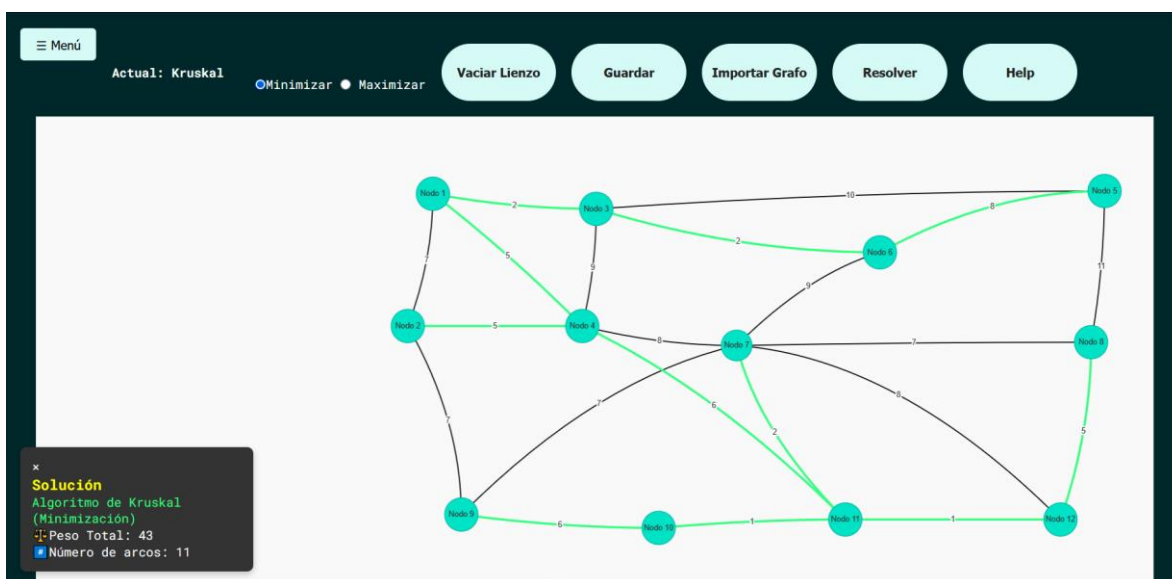 ☰ Menú
Actual: Kruskal
Minimizar Maximizar
Vaciar Lienzo
Guardar
Importar Grafo
Resolver
Help
Nodo 1
2
Nodo 3
10
Nodo 5
8
2
Nodo 6
7
5
9
9
11
Nodo 2
5
Nodo 4
8
Nodo 7
7
Nodo 8
7
7
6
8
2
5
Nodo 9
6
Nodo 10
1
Nodo 11
1
Nodo 12
×
Solución
Algoritmo de Kruskal
(Minimización)
Peso Total: 43
#Número de arcos: 11